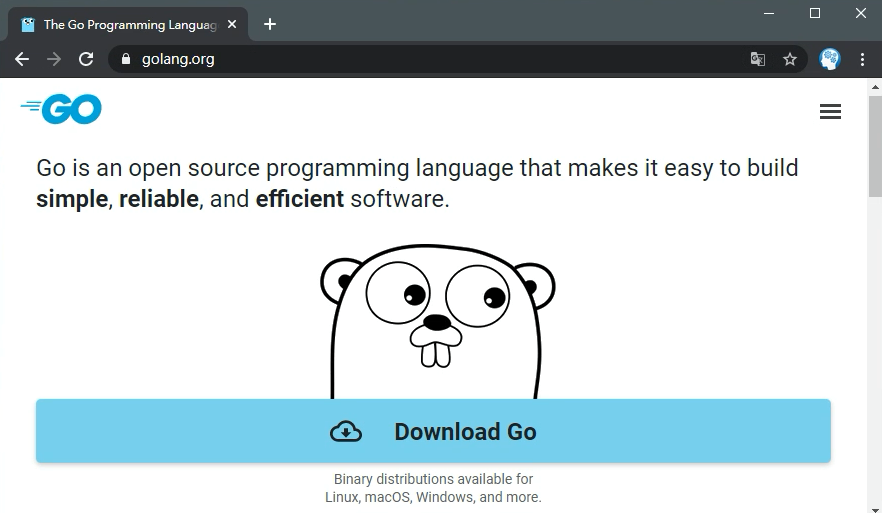 The Go Programming Languag
golang.org
GO
Go is an open source programming language that makes it easy to build
simple, reliable, and efficient software.
Download Go
Binary distributions available for
Linux, macOS, Windows, and more.